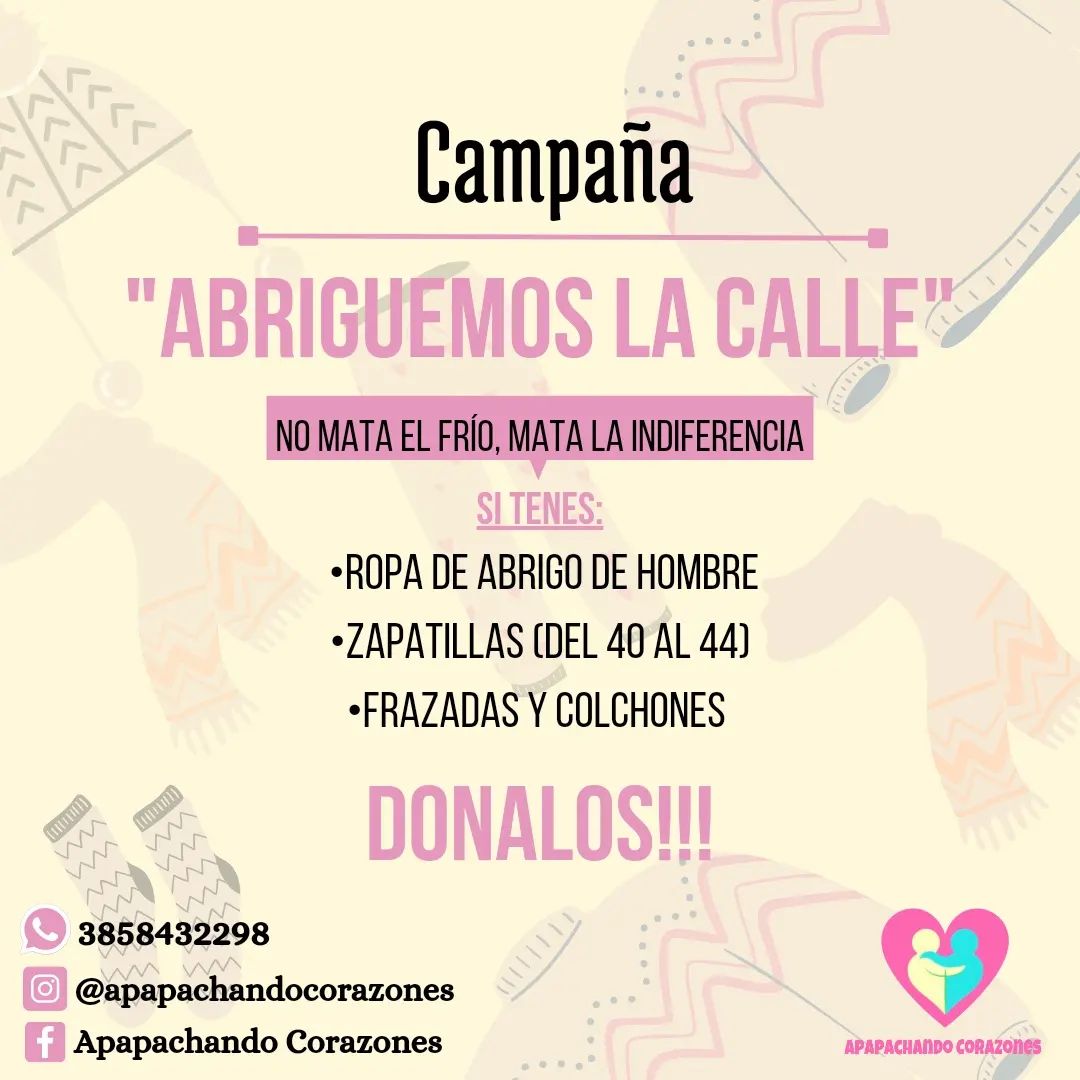 Campaña
"ABRIGUEMOS LA CALLE"
NO MATA EL FRÍO, MATA LA INDIFERENCIA
SI TENES:
•ROPA DE ABRIGO DE HOMBRE
•ZAPATILLAS (DEL 40 AL 44)
•FRAZADAS Y COLCHONES
DONALOS!!!
3858432298
@apapachandocorazones
Apapachando Corazones
APAPACHANDO CORAZONES